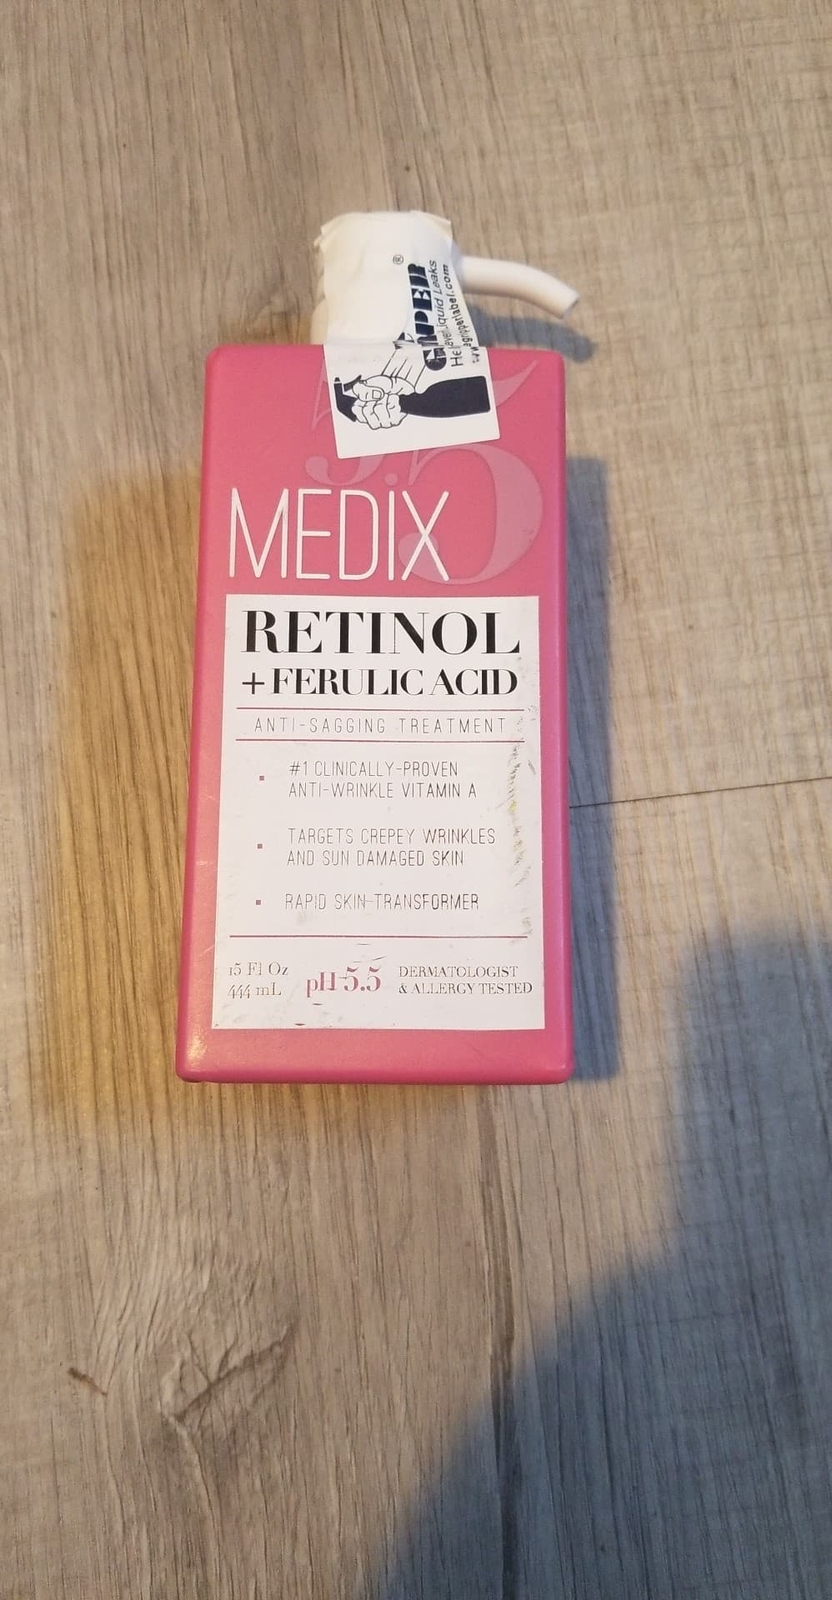 ®
GRIPPER
Liquid Leaks
gripperlabel.com
5.5
MEDIX
RETINOL
+ FERULIC ACID
ANTI-SAGGING TREATMENT
▪ #1 CLINICALLY-PROVEN
ANTI-WRINKLE VITAMIN A
▪ TARGETS CREPEY WRINKLES
AND SUN DAMAGED SKIN
▪ RAPID SKIN-TRANSFORMER
15 Fl Oz
444 mL
pH 5.5
DERMATOLOGIST
& ALLERGY TESTED